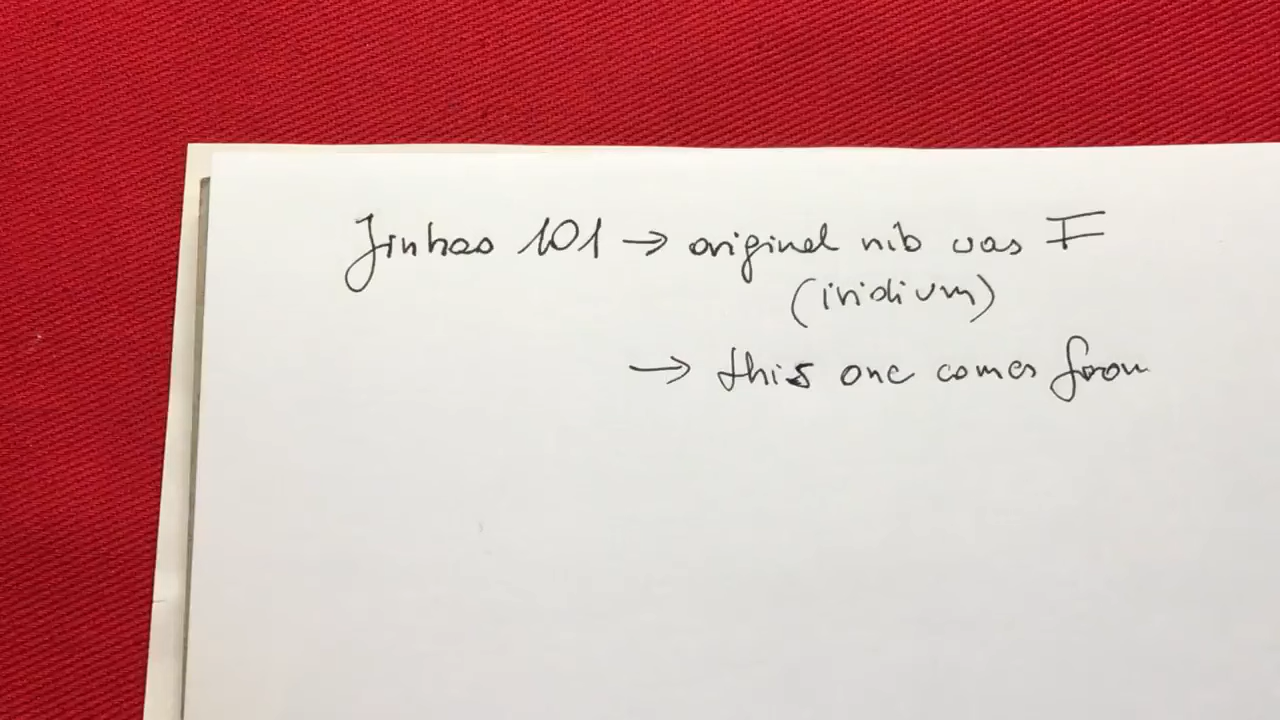 Jinhao 101 → original nib was F
(iridium)
→ this one comes from